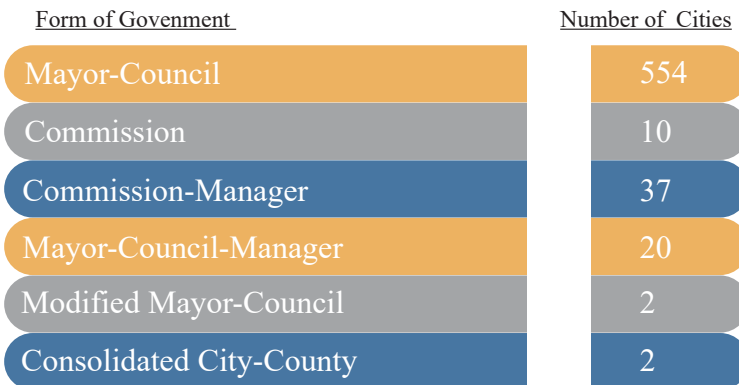 Form of Govenment Number of Cities
Mayor-Council 554
Commission 10
Commission-Manager 37
Mayor-Council-Manager 20
Modified Mayor-Council 2
Consolidated City-County 2